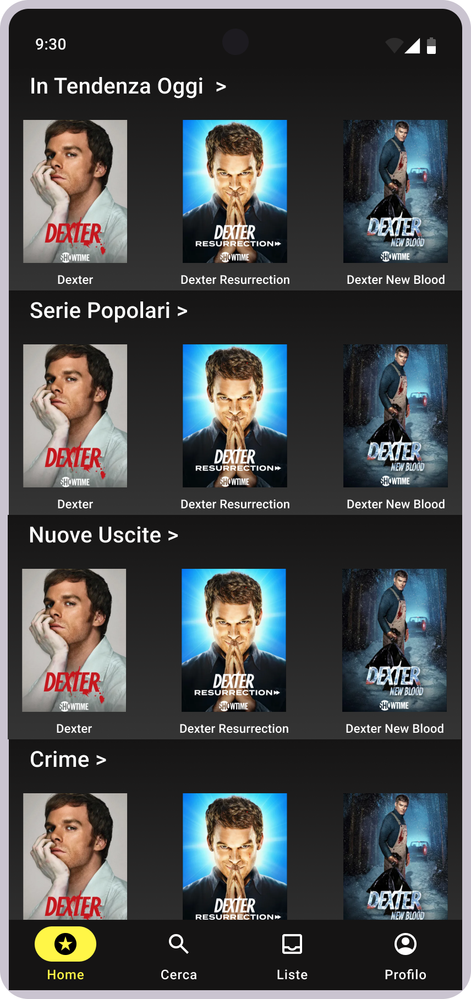 9:30
In Tendenza Oggi >
DEXTER
SHOWTIME
DEXTER
RESURRECTION
SHOWTIME
DEXTER
NEW BLOOD
SHOWTIME
Dexter
Dexter Resurrection
Dexter New Blood
Serie Popolari >
DEXTER
SHOWTIME
DEXTER
RESURRECTION
SHOWTIME
DEXTER
NEW BLOOD
SHOWTIME
Dexter
Dexter Resurrection
Dexter New Blood
Nuove Uscite >
DEXTER
SHOWTIME
DEXTER
RESURRECTION
SHOWTIME
DEXTER
NEW BLOOD
SHOWTIME
Dexter
Dexter Resurrection
Dexter New Blood
Crime >
DEXTER
DEXTER
RESURRECTION
DEXTER
NEW BLOOD
Home
Cerca
Liste
Profilo